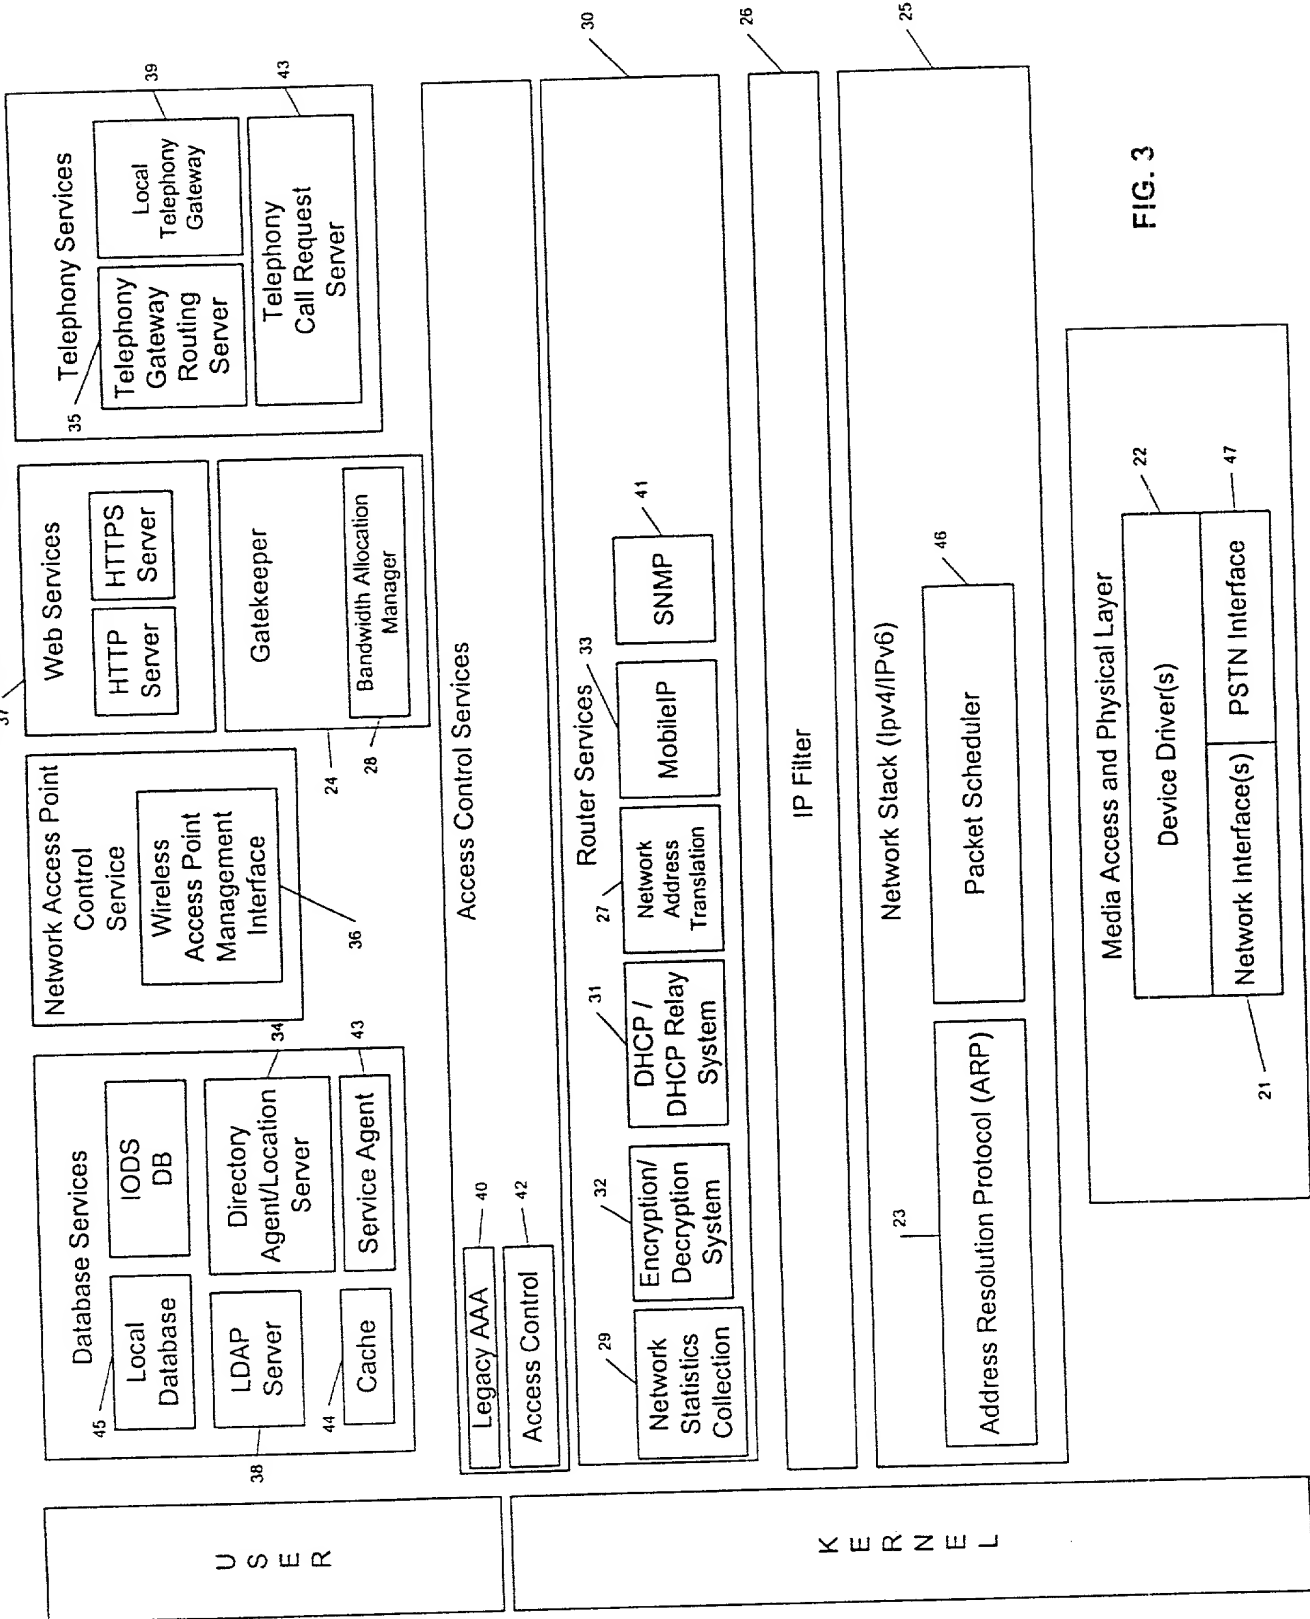 U
S
E
R
K
E
R
N
E
L
Database Services
45
Local
Database
IODS
DB
38
LDAP
Server
Directory
Agent/Location
Server
34
44
Cache
Service Agent
43
Network Access Point
Control
Service
Wireless
Access Point
Management
Interface
36
37
Web Services
HTTP
Server
HTTPS
Server
Gatekeeper
24
Bandwidth Allocation
Manager
28
Telephony Services
35
Telephony
Gateway
Routing
Server
Local
Telephony
Gateway
39
Telephony
Call Request
Server
43
Access Control Services
Legacy AAA
40
Access Control
42
Router Services
30
29
Network
Statistics
Collection
32
Encryption/
Decryption
System
31
DHCP /
DHCP Relay
System
27
Network
Address
Translation
33
MobileIP
SNMP
41
IP Filter
26
Network Stack (Ipv4/IPv6)
25
23
Address Resolution Protocol (ARP)
Packet Scheduler
46
Media Access and Physical Layer
Device Driver(s)
22
21
Network Interface(s)
PSTN Interface
47
FIG. 3